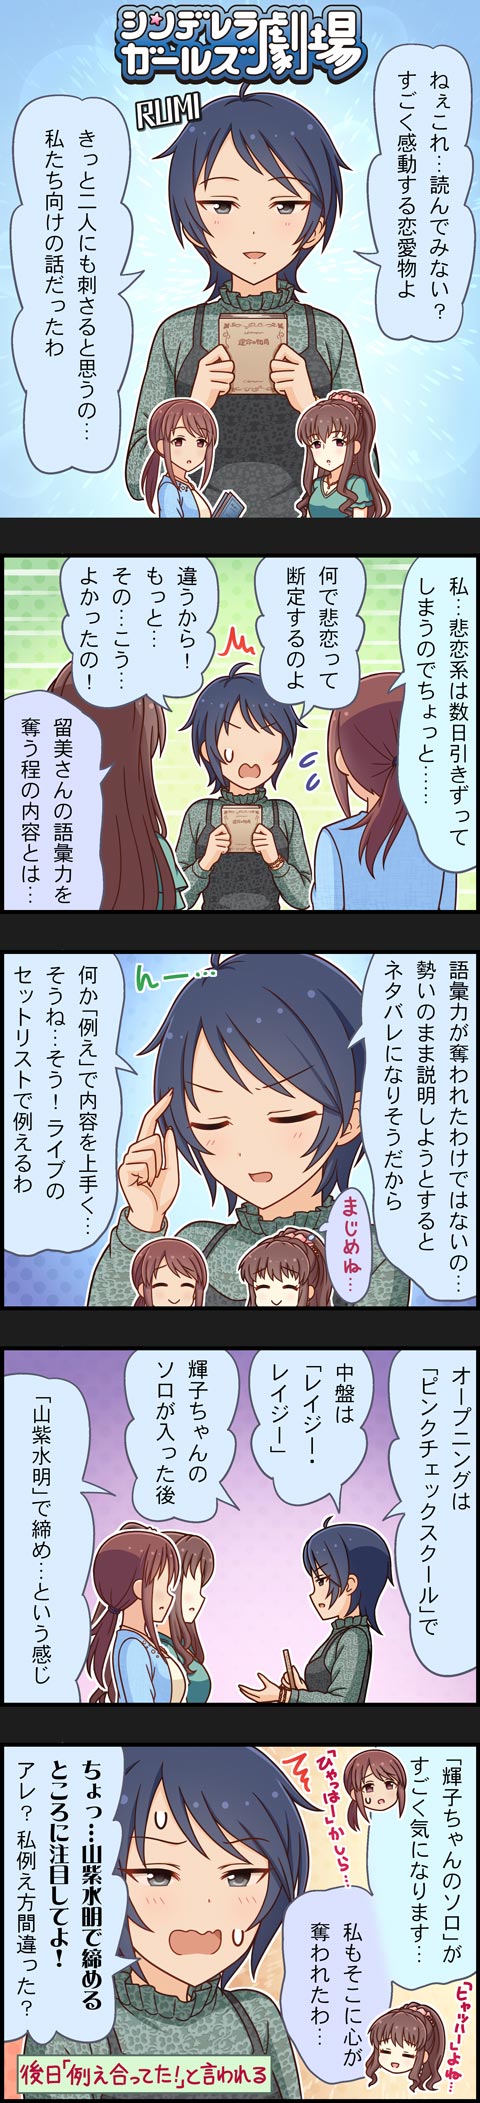 シンデレラ
ガールズ劇場
RUMI
ねぇこれ…読んでみない？
すごく感動する恋愛物よ
きっと二人にも刺さると思うの…
私たち向けの話だったわ
私…悲恋系は数日引きずって
しまうのでちょっと……
何で悲恋って
断定するのよ
違うから！
もっと…
その…こう…
よかったの！
留美さんの語彙力を
奪う程の内容とは…
語彙力が奪われたわけではないの…
勢いのまま説明しようとすると
ネタバレになりそうだから
んー…
まじめね…
何か「例え」で内容を上手く…
そうね…そう！ライブの
セットリストで例えるわ
オープニングは
「ピンクチェックスクール」で
中盤は
「レイジー・
レイジー」
輝子ちゃんの
ソロが入った後
「山紫水明」で締め…という感じ
「輝子ちゃんのソロ」が
すごく気になります…
「ひゃっはー」かしら…
私もそこに心が
奪われたわ…
「ヒャッハー」よね…
ちょっ…山紫水明で締める
ところに注目してよ！
アレ？私例え方間違った？
後日「例え合ってた！」と言われる